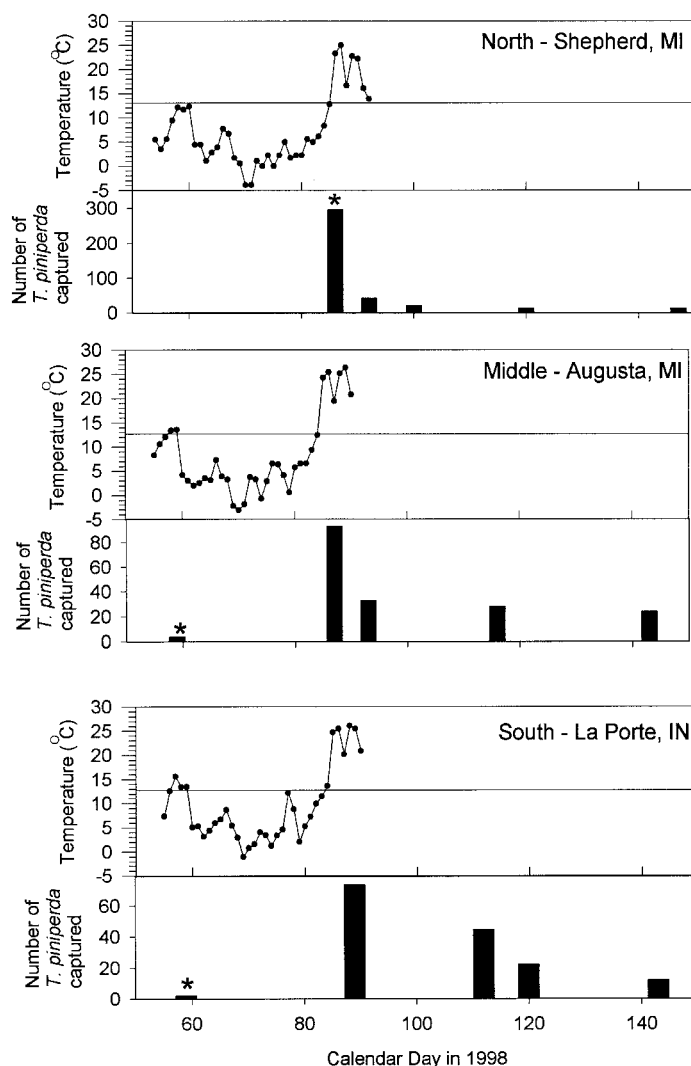 North - Shepherd, MI
Temperature (°C)
30
25
20
15
10
5
0
-5
Number of
T. piniperda
captured
300
200
100
0
*
Middle - Augusta, MI
Temperature (°C)
30
25
20
15
10
5
0
-5
Number of
T. piniperda
captured
80
60
40
20
0
*
South - La Porte, IN
Temperature (°C)
30
25
20
15
10
5
0
-5
Number of
T. piniperda
captured
60
40
20
0
*
60 80 100 120 140
Calendar Day in 1998